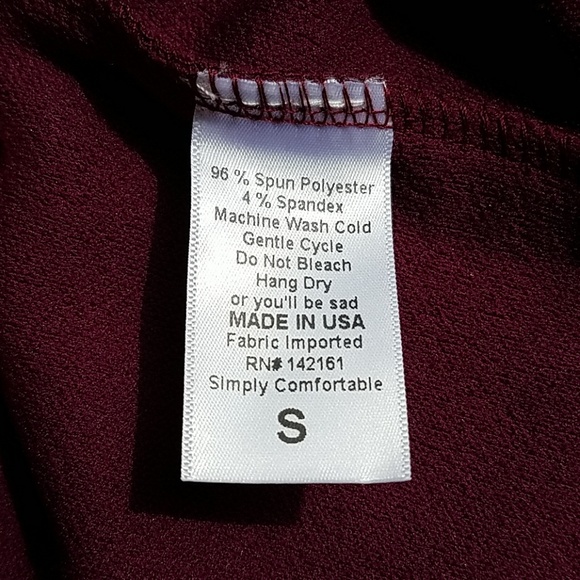 96 % Spun Polyester
4 % Spandex
Machine Wash Cold
Gentle Cycle
Do Not Bleach
Hang Dry
or you'll be sad
MADE IN USA
Fabric Imported
RN# 142161
Simply Comfortable
S